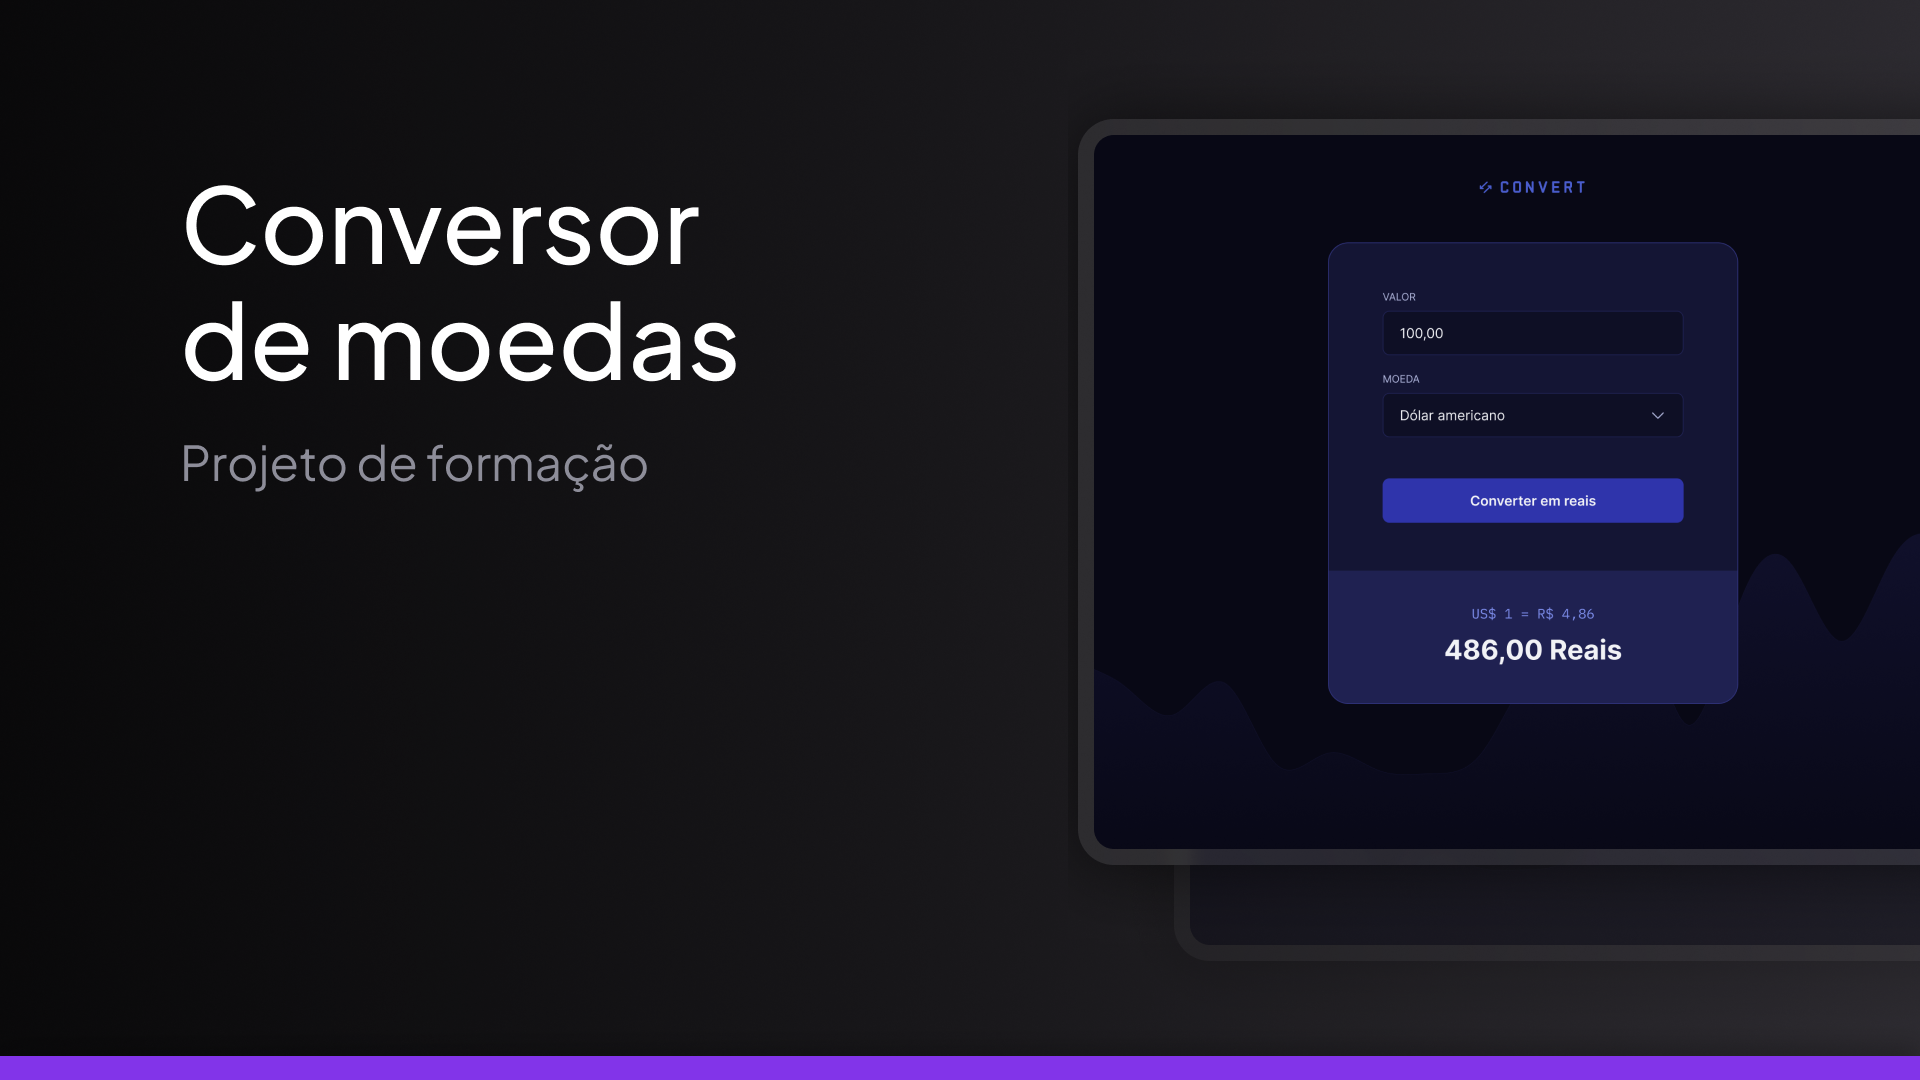 Conversor
de moedas
Projeto de formação
CONVERT
VALOR
100,00
MOEDA
Dólar americano
Converter em reais
US$ 1 = R$ 4,86
486,00 Reais